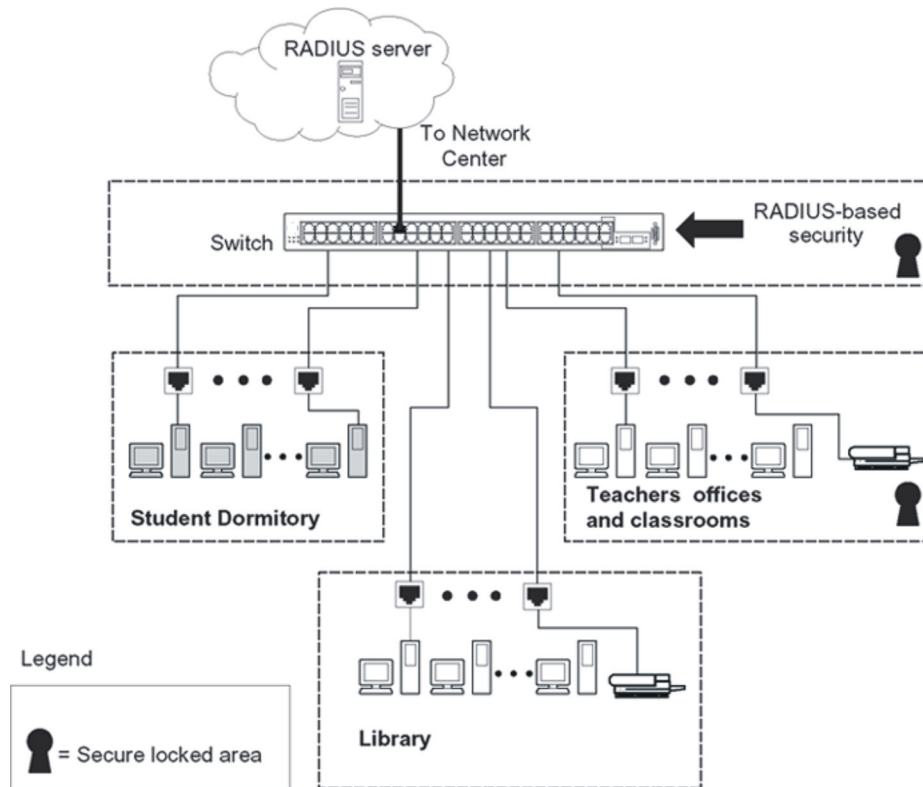 RADIUS server
To Network
Center
RADIUS-based
security
Switch
Student Dormitory
Teachers offices
and classrooms
Library
Legend
= Secure locked area